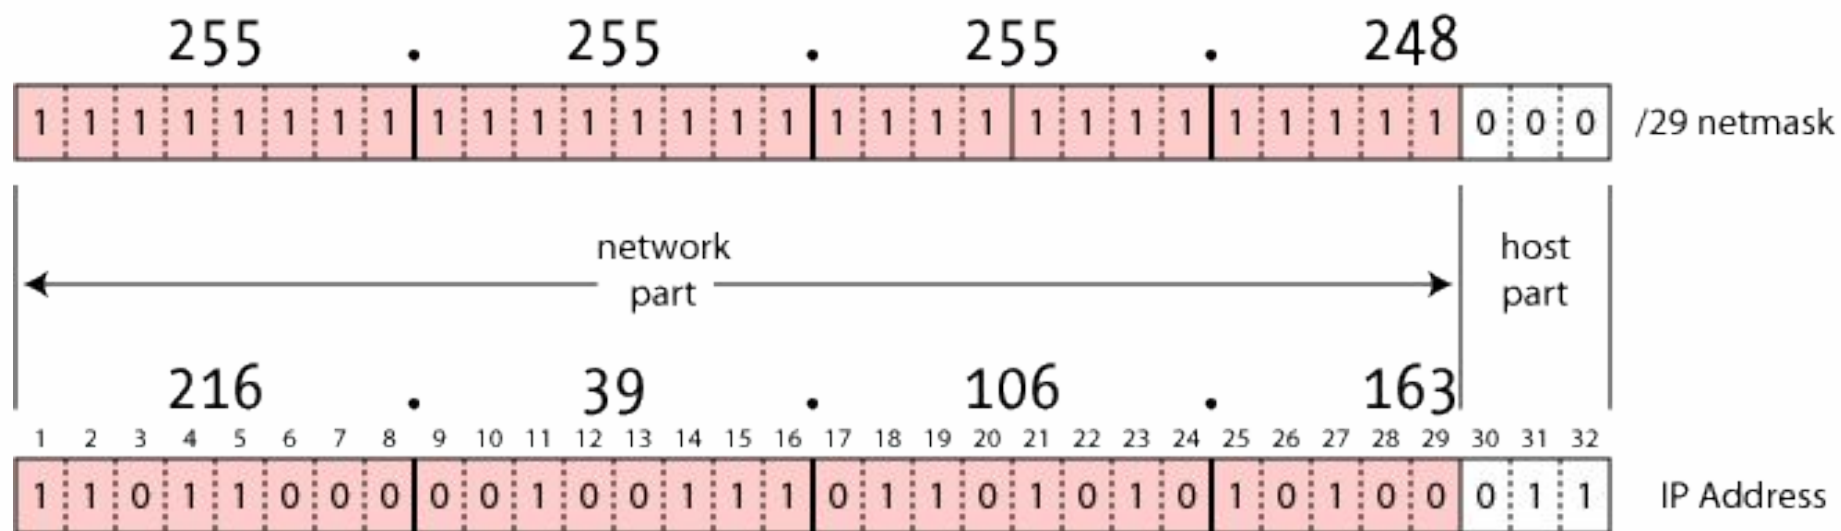 255 . 255 . 255 . 248
1 1 1 1 1 1 1 1 1 1 1 1 1 1 1 1 1 1 1 1 1 1 1 1 1 1 1 1 1 0 0 0 /29 netmask
network host
part part
216 . 39 . 106 . 163
1 2 3 4 5 6 7 8 9 10 11 12 13 14 15 16 17 18 19 20 21 22 23 24 25 26 27 28 29 30 31 32
1 1 0 1 1 0 0 0 0 0 1 0 0 1 1 1 0 1 1 0 1 0 1 0 1 0 1 0 0 0 1 1 IP Address